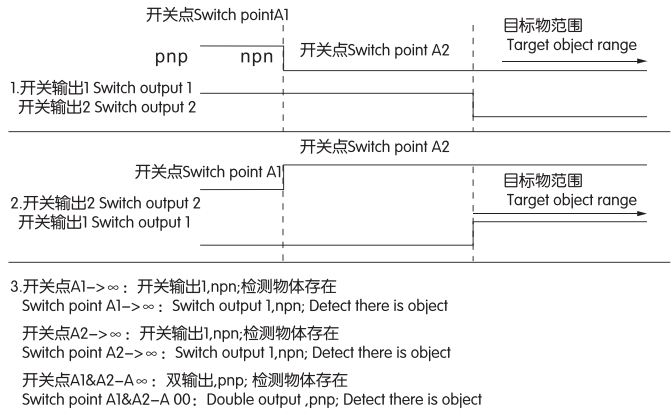 开关点Switch pointA1
目标物范围
Target object range
pnp npn 开关点Switch point A2
1.开关输出1 Switch output 1
开关输出2 Switch output 2
开关点Switch point A2
开关点Switch point A1
目标物范围
Target object range
2.开关输出2 Switch output 2
开关输出1 Switch output 1
3.开关点A1->∞：开关输出1,npn;检测物体存在
Switch point A1->∞：Switch output 1,npn; Detect there is object
开关点A2->∞：开关输出1,npn;检测物体存在
Switch point A2->∞：Switch output 1,npn; Detect there is object
开关点A1&A2-A∞：双输出,pnp; 检测物体存在
Switch point A1&A2-A 00：Double output ,pnp; Detect there is object